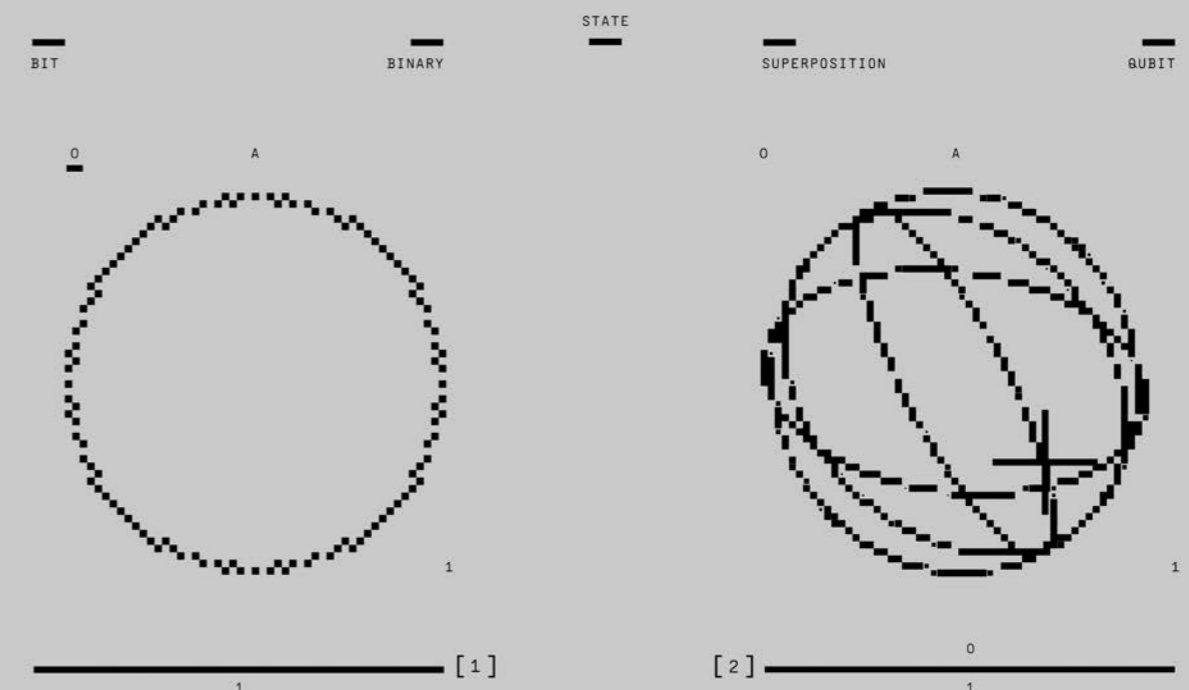 STATE
BIT
BINARY
SUPERPOSITION
QUBIT
0
A
0
A
1
1
0
[1]
[2]
1
1